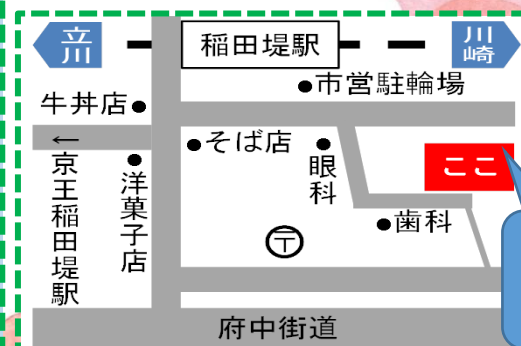 立川
稲田堤駅
川崎
●市営駐輪場
牛丼店●
●そば店
眼科
ここ
←京王稲田堤駅
洋菓子店
●歯科
〒
府中街道